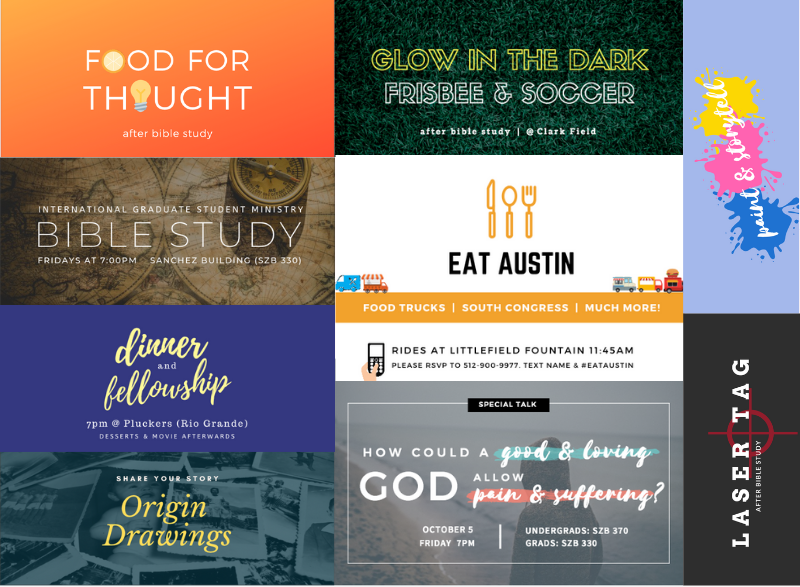 FOOD FOR
THOUGHT
after bible study
INTERNATIONAL GRADUATE STUDENT MINISTRY
BIBLE STUDY
FRIDAYS AT 7:00PM SANCHEZ BUILDING (SZB 330)
dinner
and
fellowship
7pm @ Pluckers (Rio Grande)
DESSERTS & MOVIE AFTERWARDS
SHARE YOUR STORY
Origin
Drawings
GLOW IN THE DARK
FRISBEE & SOCCER
after bible study | @Clark Field
EAT AUSTIN
FOOD TRUCKS | SOUTH CONGRESS | MUCH MORE!
RIDES AT LITTLEFIELD FOUNTAIN 11:45AM
PLEASE RSVP TO 512-900-9977. TEXT NAME & #EATAUSTIN
SPECIAL TALK
HOW COULD A good & loving
GOD ALLOW
pain & suffering?
OCTOBER 5
FRIDAY 7PM
UNDERGRADS: SZB 370
GRADS: SZB 330
paint & storytell
LASER TAG
AFTER BIBLE STUDY